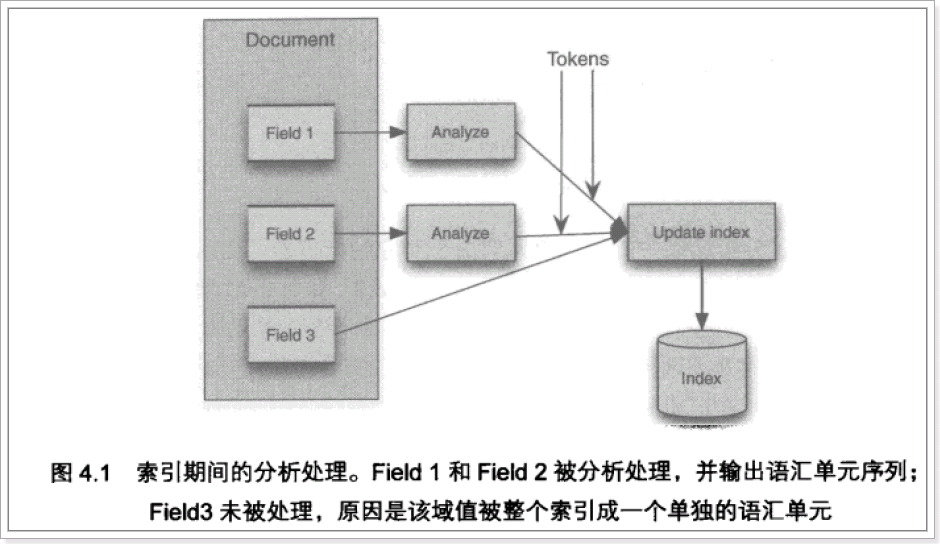 Document
Tokens
Field 1
Analyze
Field 2
Analyze
Update index
Field 3
Index
图 4.1 索引期间的分析处理。Field 1 和 Field 2 被分析处理，并输出语汇单元序列；
Field3 未被处理，原因是该域值被整个索引成一个单独的语汇单元